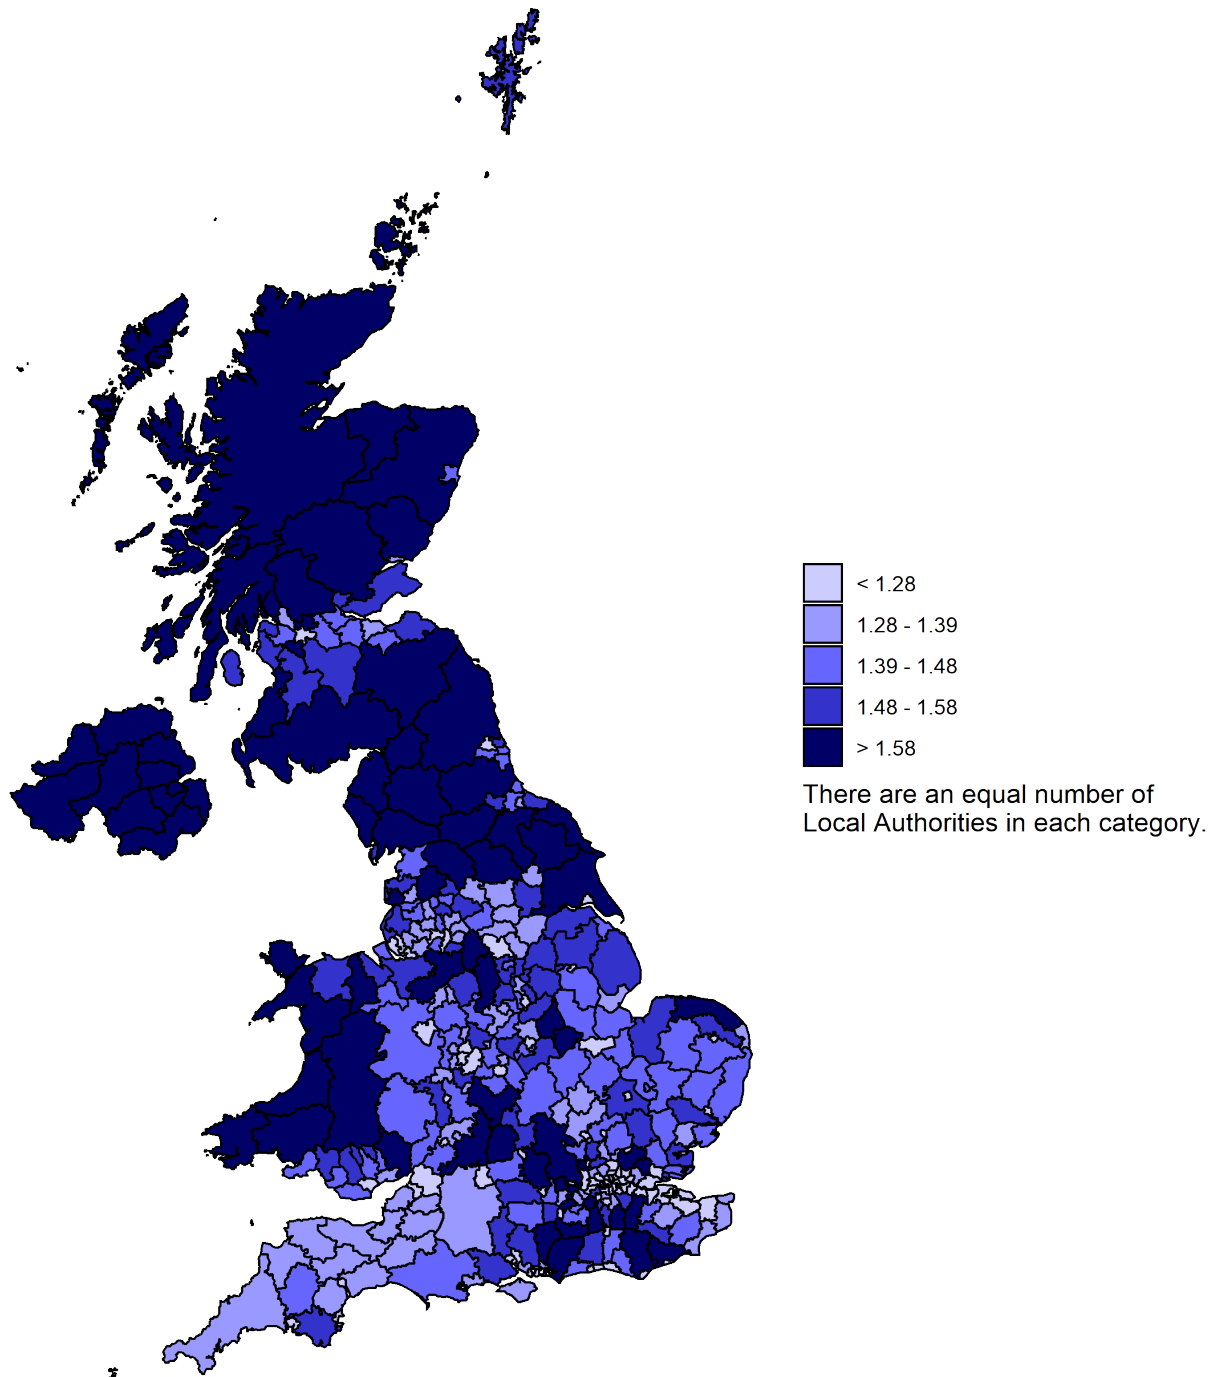 < 1.28
1.28 - 1.39
1.39 - 1.48
1.48 - 1.58
> 1.58
There are an equal number of
Local Authorities in each category.